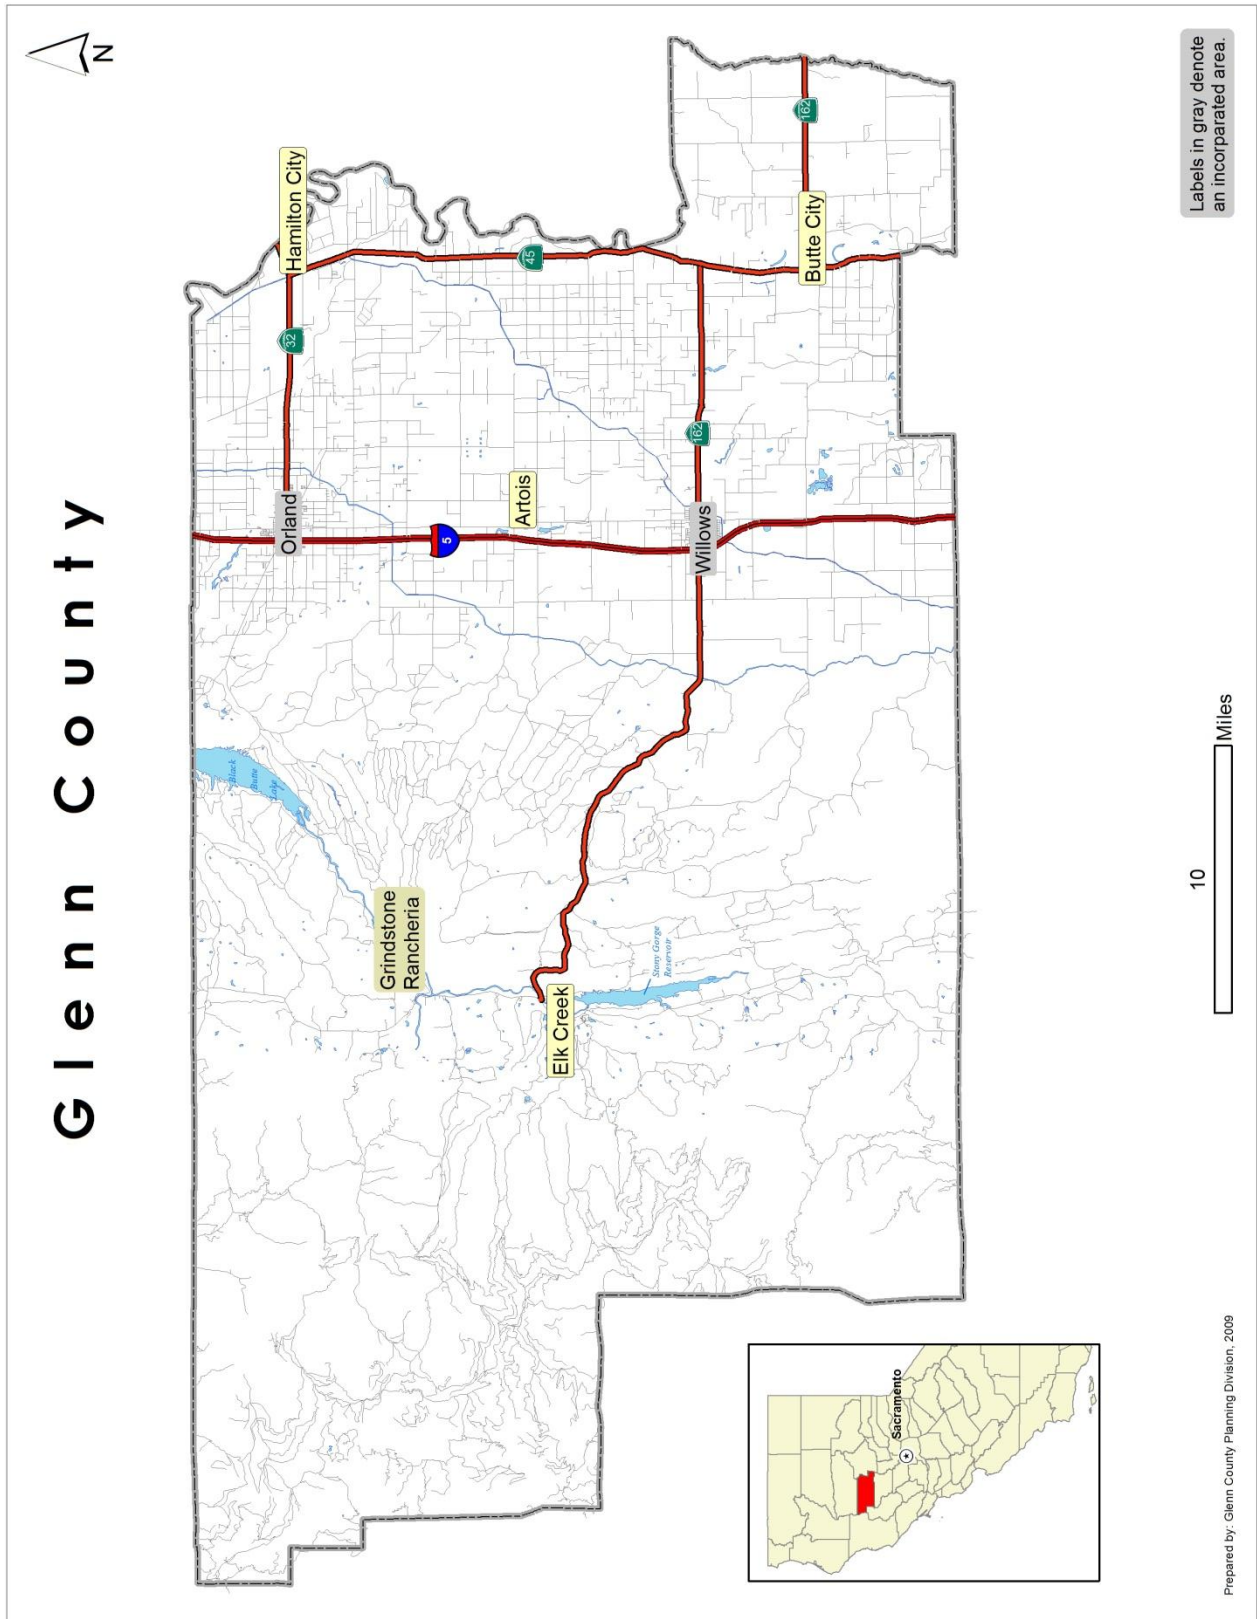 Glenn County
N
Black
Butte
Lake
Orland
32
Hamilton City
Grindstone
Rancheria
5
Artois
45
Elk Creek
Stony Gorge
Reservoir
Willows
162
Butte City
162
Sacramento
10
Miles
Labels in gray denote
an incorparated area.
Prepared by: Glenn County Planning Division, 2009